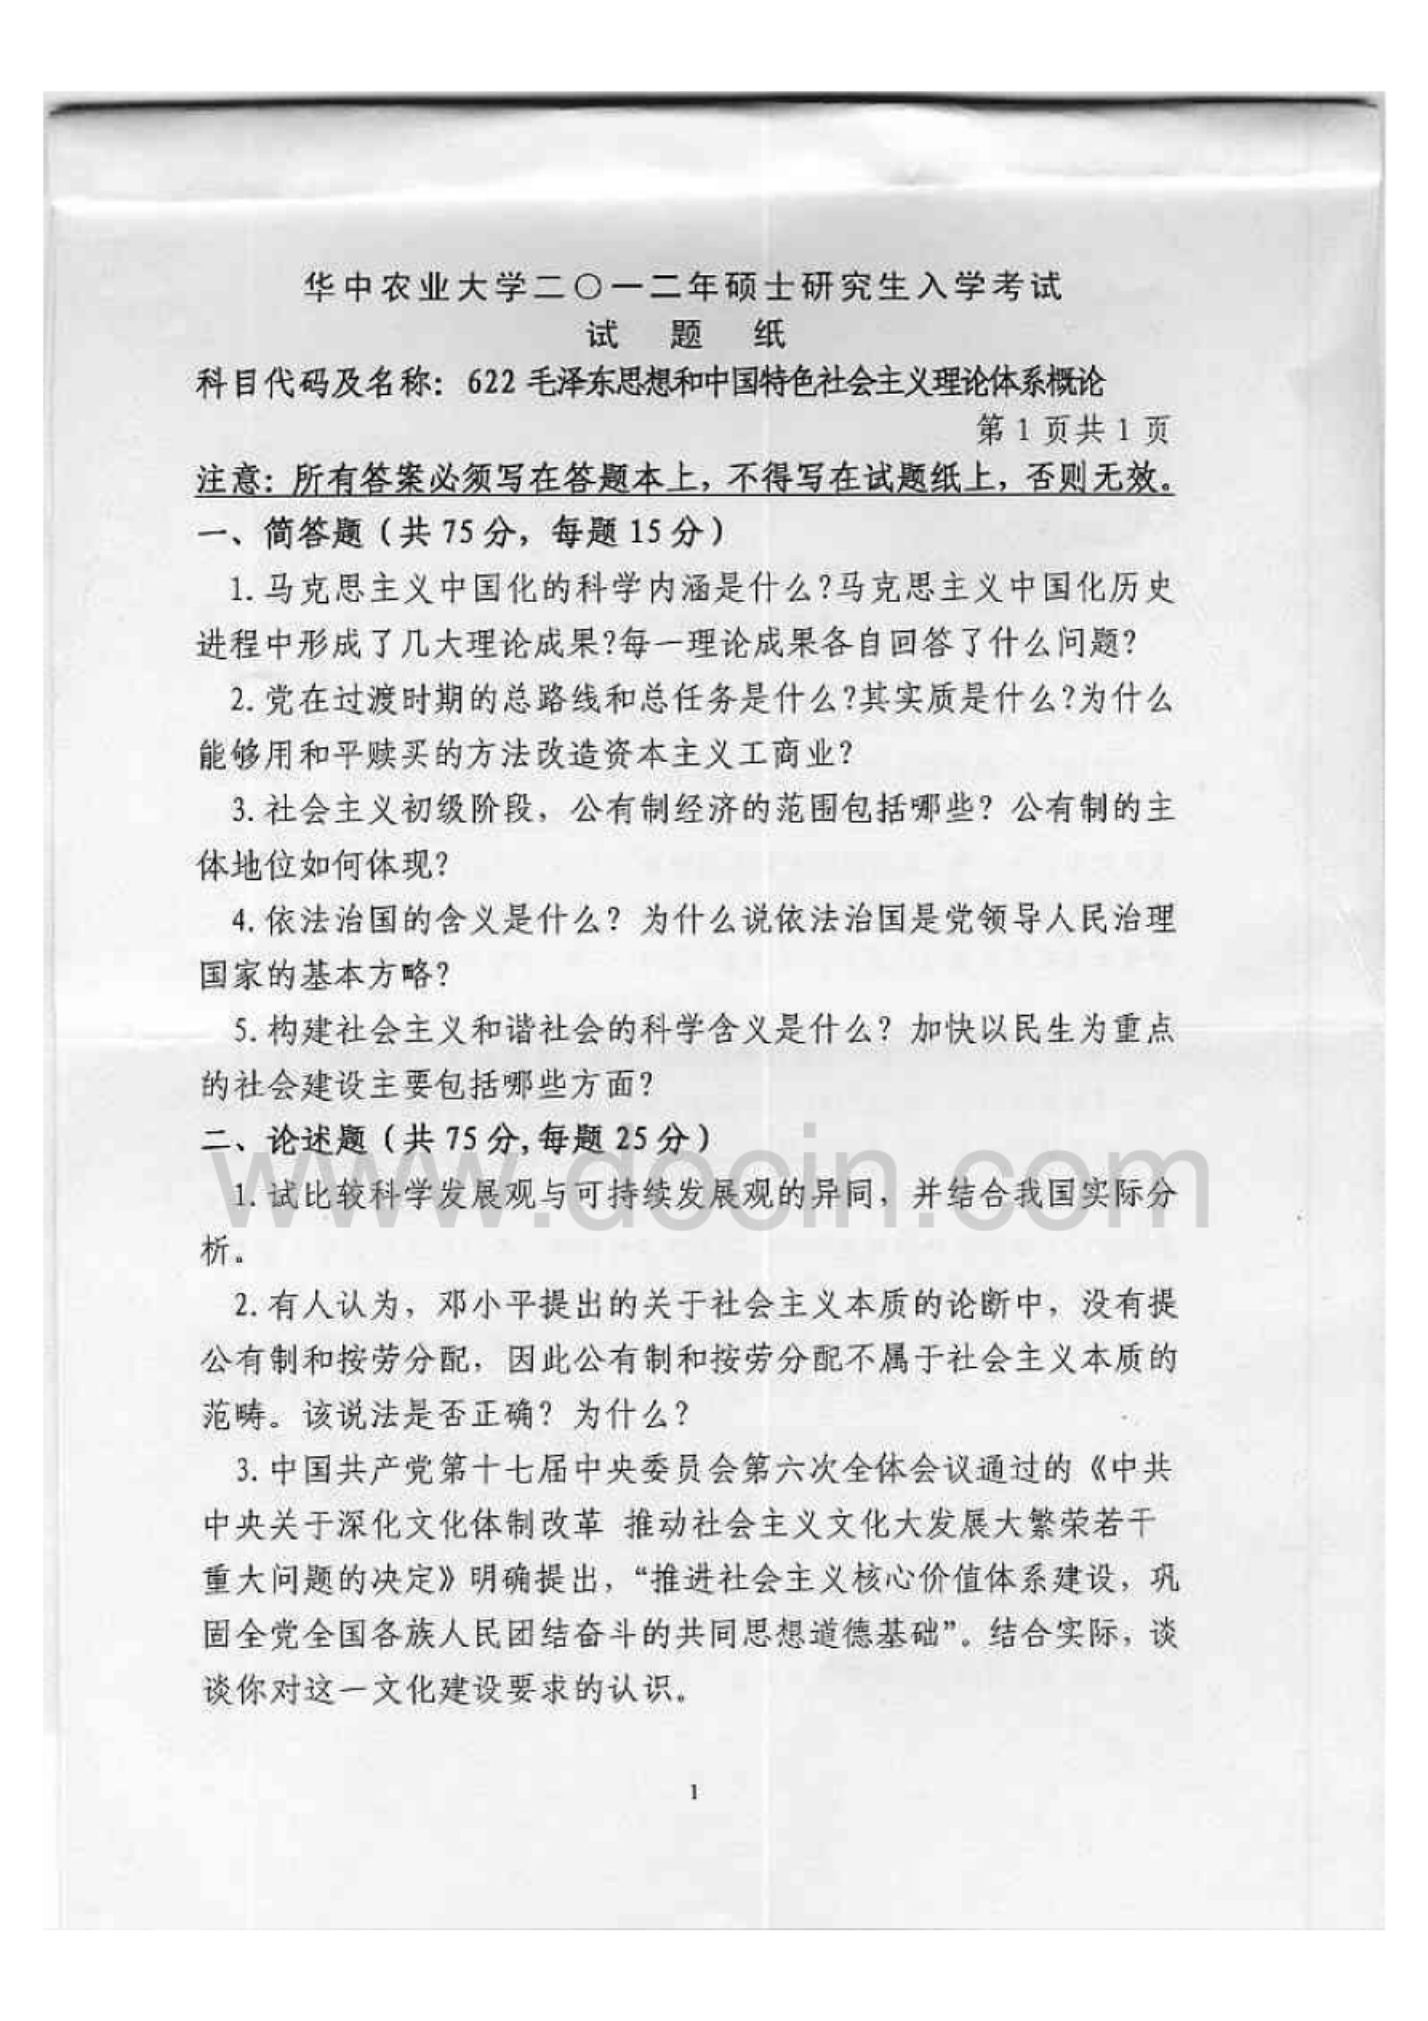 华中农业大学二〇一二年硕士研究生入学考试
试 题 纸
科目代码及名称：622 毛泽东思想和中国特色社会主义理论体系概论
第 1 页共 1 页
注意：所有答案必须写在答题本上，不得写在试题纸上，否则无效。
一、简答题（共 75 分，每题 15 分）
1. 马克思主义中国化的科学内涵是什么?马克思主义中国化历史
进程中形成了几大理论成果?每一理论成果各自回答了什么问题?
2. 党在过渡时期的总路线和总任务是什么?其实质是什么?为什么
能够用和平赎买的方法改造资本主义工商业?
3. 社会主义初级阶段，公有制经济的范围包括哪些? 公有制的主
体地位如何体现?
4. 依法治国的含义是什么? 为什么说依法治国是党领导人民治理
国家的基本方略?
5. 构建社会主义和谐社会的科学含义是什么? 加快以民生为重点
的社会建设主要包括哪些方面?
二、论述题（共 75 分,每题 25 分）
1. 试比较科学发展观与可持续发展观的异同，并结合我国实际分
析。
www.docin.com
2. 有人认为，邓小平提出的关于社会主义本质的论断中，没有提
公有制和按劳分配，因此公有制和按劳分配不属于社会主义本质的
范畴。该说法是否正确? 为什么?
3. 中国共产党第十七届中央委员会第六次全体会议通过的《中共
中央关于深化文化体制改革 推动社会主义文化大发展大繁荣若干
重大问题的决定》明确提出，“推进社会主义核心价值体系建设，巩
固全党全国各族人民团结奋斗的共同思想道德基础”。结合实际，谈
谈你对这一文化建设要求的认识。
1